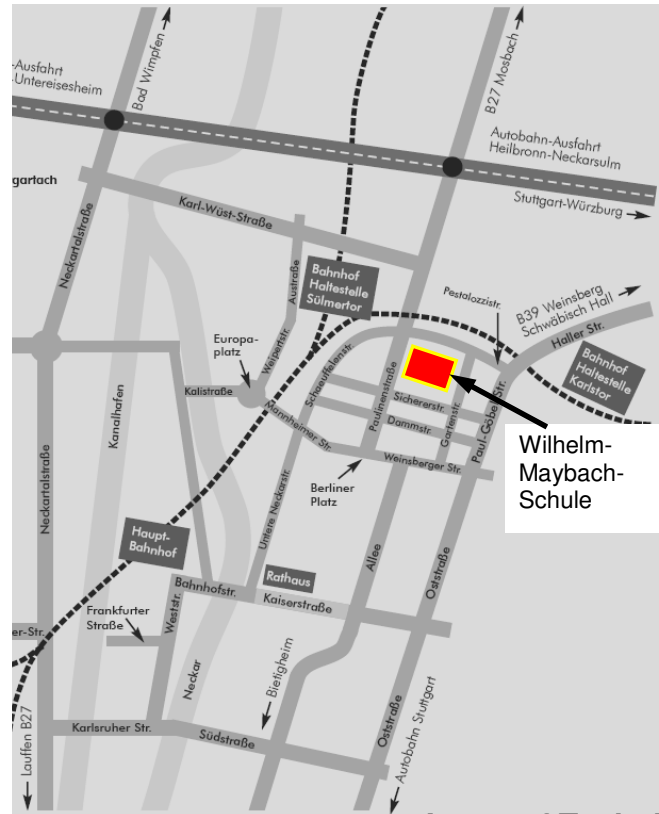 Bad Wimpfen
B27 Mosbach
-Ausfahrt
-Untereisesheim
Autobahn-Ausfahrt
Heilbronn-Neckarsulm
Stuttgart-Würzburg
gartach
Karl-Wüst-Straße
Neckartalstraße
Austraße
Bahnhof
Haltestelle
Sülmertor
Pestalozzistr.
B39 Weinsberg
Schwäbisch Hall
Haller Str.
Europa-
platz
Weipertstr.
Schaeuffelenstr.
Paulinenstraße
Bahnhof
Haltestelle
Karlstor
Kalistraße
Kanalhafen
Mannheimer Str.
Sichererstr.
Dammstr.
Gartenstr.
Paul-Göbel-Str.
Weinsberger Str.
Wilhelm-
Maybach-
Schule
Berliner
Platz
Neckartalstraße
Untere Neckarstr.
Haupt-
Bahnhof
Allee
Rathaus
Bahnhofstr.
Kaiserstraße
Oststraße
Frankfurter
Straße
Weststr.
er-Str.
Neckar
Bietigheim
Karlsruher Str.
Südstraße
Oststraße
Lauffen B27
Autobahn Stuttgart